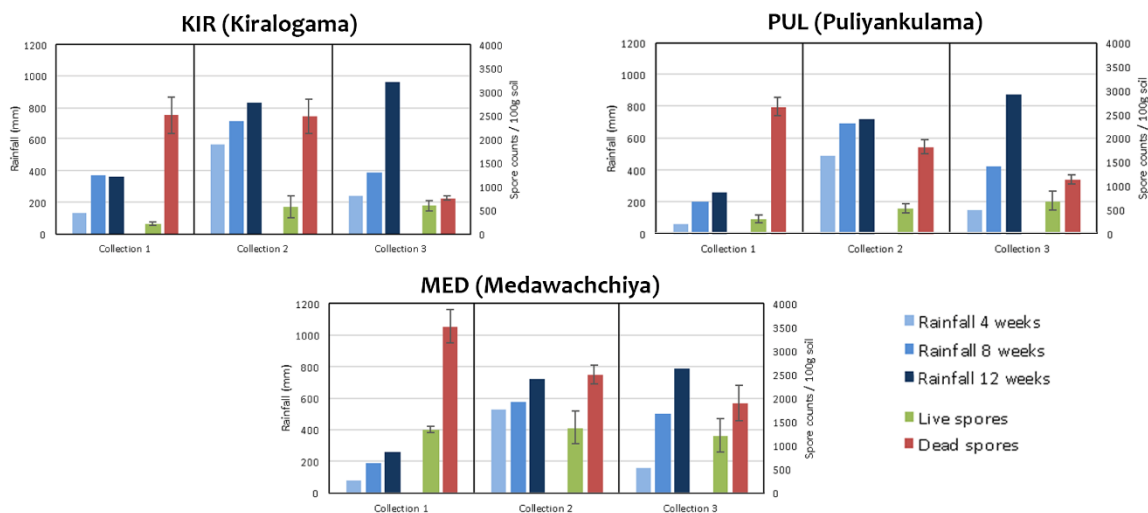 KIR (Kiralogama)
1200
1000
800
600
400
200
0
Rainfall (mm)
4000
3500
3000
2500
2000
1500
1000
500
0
Spore counts / 100g soil
Collection 1
Collection 2
Collection 3
PUL (Puliyankulama)
1200
1000
800
600
400
200
0
Rainfall (mm)
4000
3500
3000
2500
2000
1500
1000
500
0
Spore counts / 100g soil
Collection 1
Collection 2
Collection 3
MED (Medawachchiya)
1200
1000
800
600
400
200
0
Rainfall (mm)
4000
3500
3000
2500
2000
1500
1000
500
0
Spore counts / 100g soil
Collection 1
Collection 2
Collection 3
Rainfall 4 weeks
Rainfall 8 weeks
Rainfall 12 weeks
Live spores
Dead spores